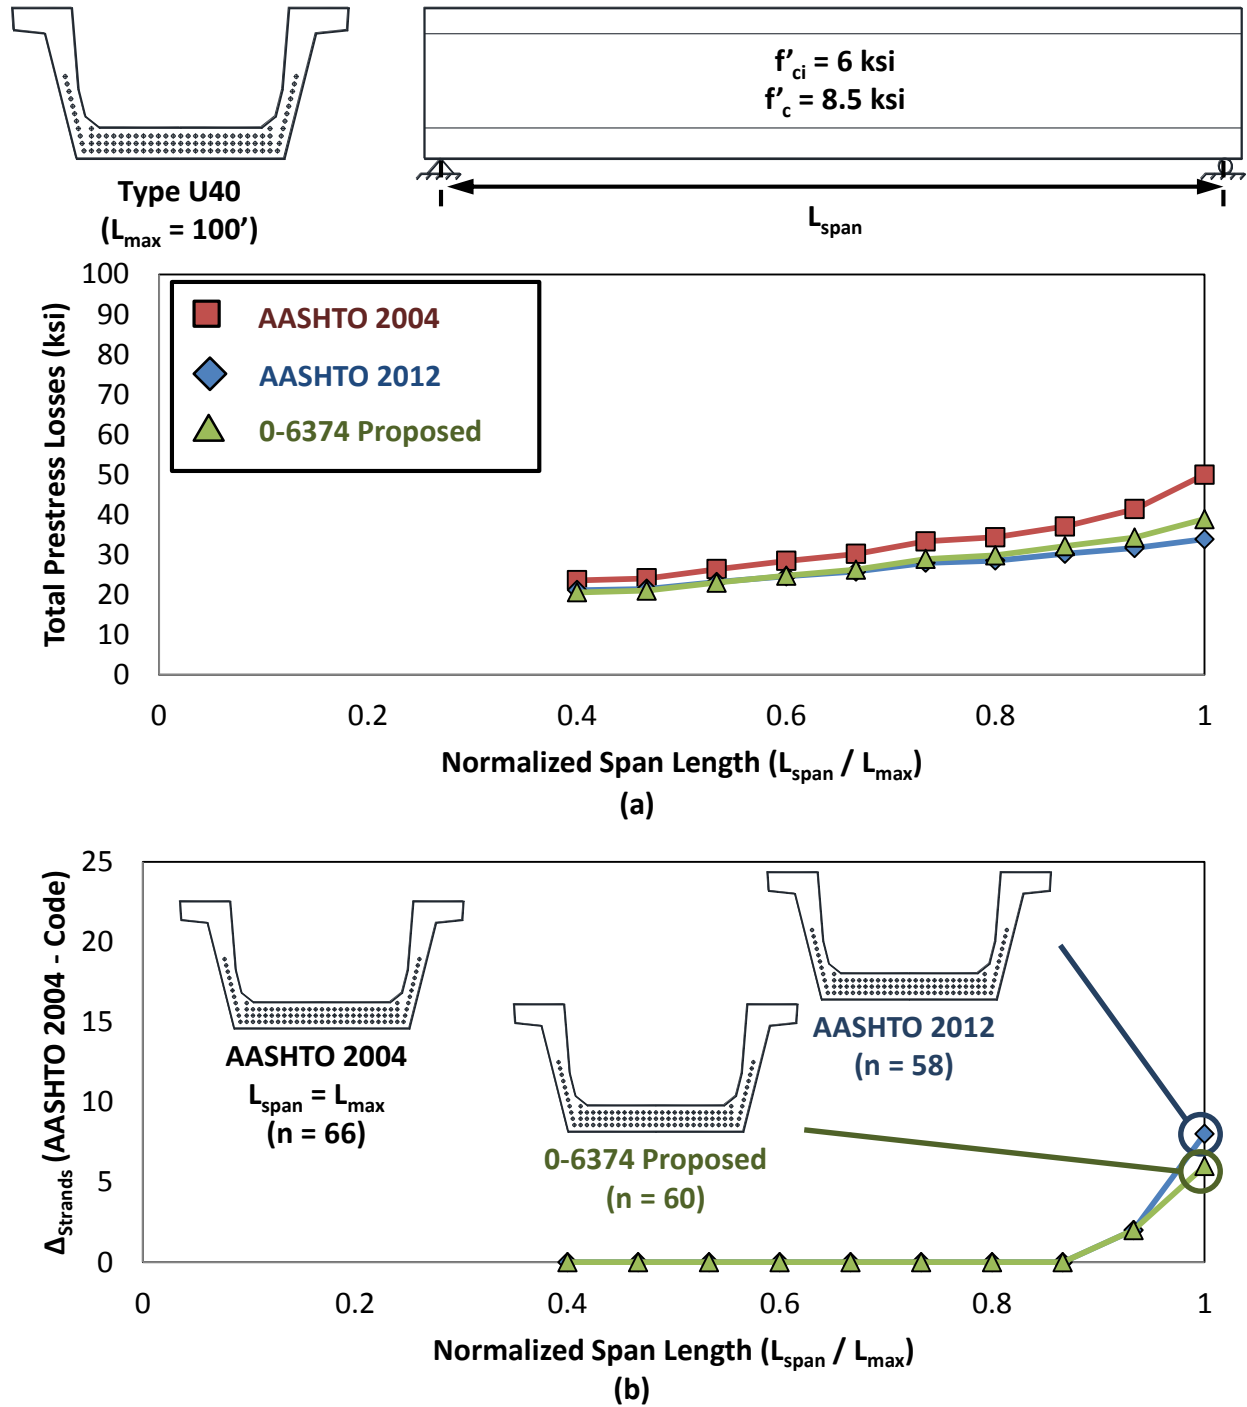 f'ci = 6 ksi
f'c = 8.5 ksi
Type U40
(Lmax = 100')
Lspan
100
90
80
70
60
50
40
30
20
10
0
Total Prestress Losses (ksi)
AASHTO 2004
AASHTO 2012
0-6374 Proposed
0 0.2 0.4 0.6 0.8 1
Normalized Span Length (Lspan / Lmax)
(a)
25
20
15
10
5
0
ΔStrands (AASHTO 2004 - Code)
AASHTO 2004
Lspan = Lmax
(n = 66)
AASHTO 2012
(n = 58)
0-6374 Proposed
(n = 60)
0 0.2 0.4 0.6 0.8 1
Normalized Span Length (Lspan / Lmax)
(b)